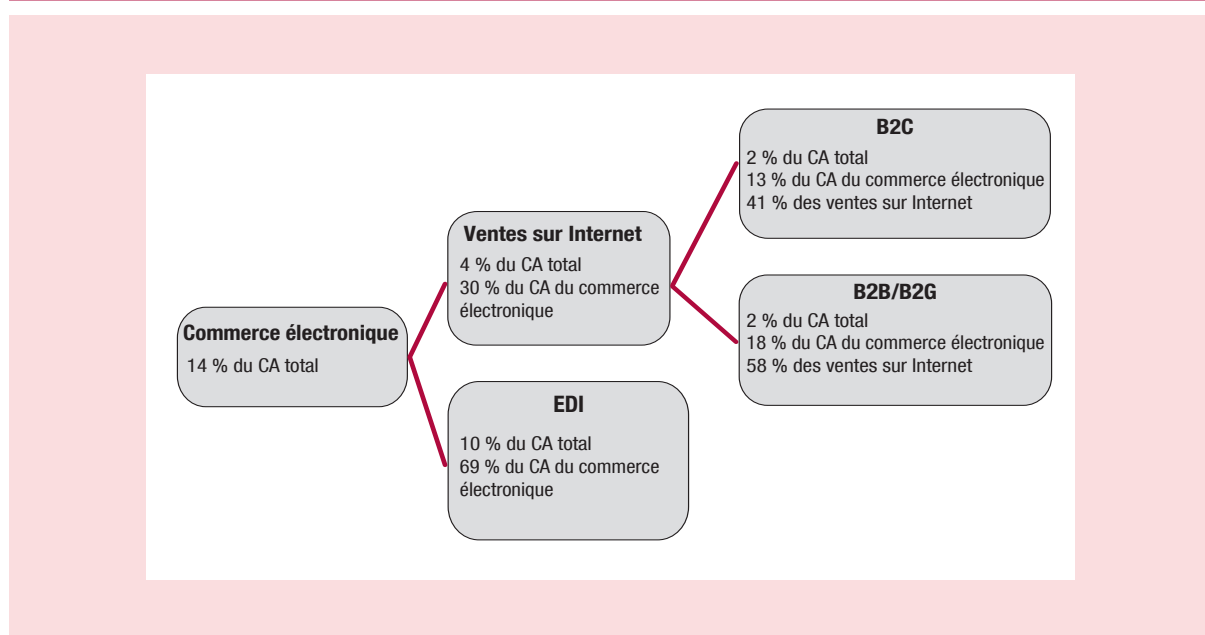 Commerce électronique
14 % du CA total
Ventes sur Internet
4 % du CA total
30 % du CA du commerce
électronique
EDI
10 % du CA total
69 % du CA du commerce
électronique
B2C
2 % du CA total
13 % du CA du commerce électronique
41 % des ventes sur Internet
B2B/B2G
2 % du CA total
18 % du CA du commerce électronique
58 % des ventes sur Internet